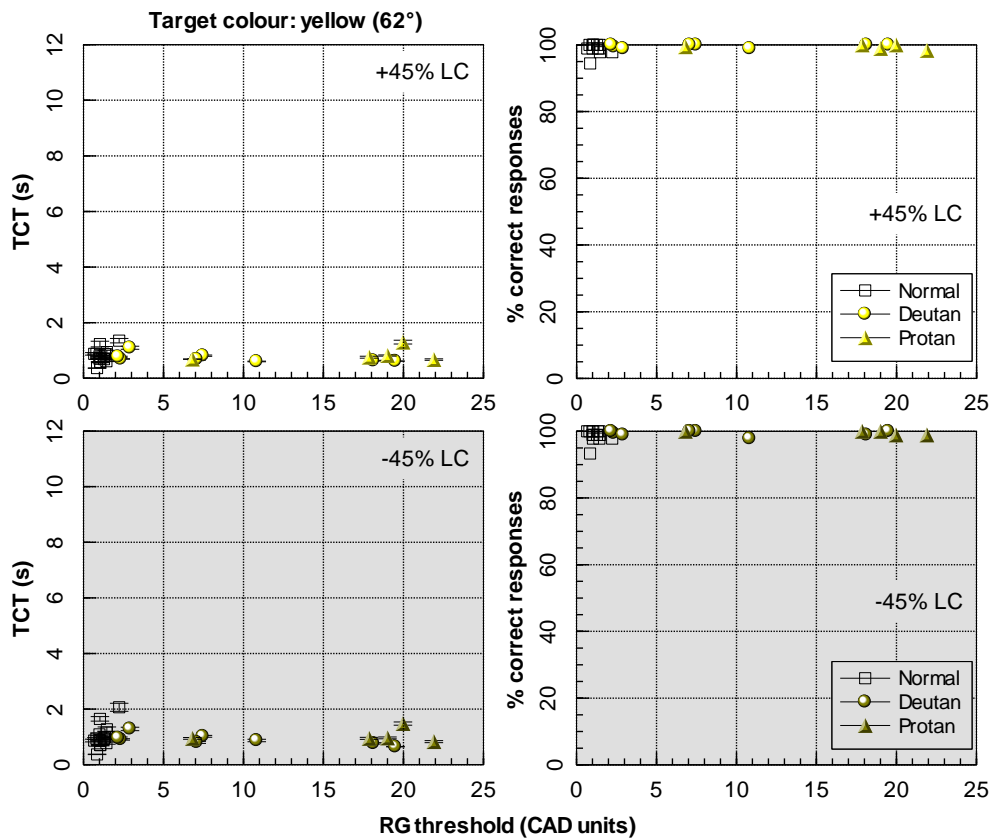 Target colour: yellow (62°)
12
10
8
6
4
2
0
TCT (s)
+45% LC
0 5 10 15 20 25
100
80
60
40
20
0
% correct responses
+45% LC
Normal
Deutan
Protan
0 5 10 15 20 25
12
10
8
6
4
2
0
TCT (s)
-45% LC
0 5 10 15 20 25
100
80
60
40
20
0
% correct responses
-45% LC
Normal
Deutan
Protan
0 5 10 15 20 25
RG threshold (CAD units)